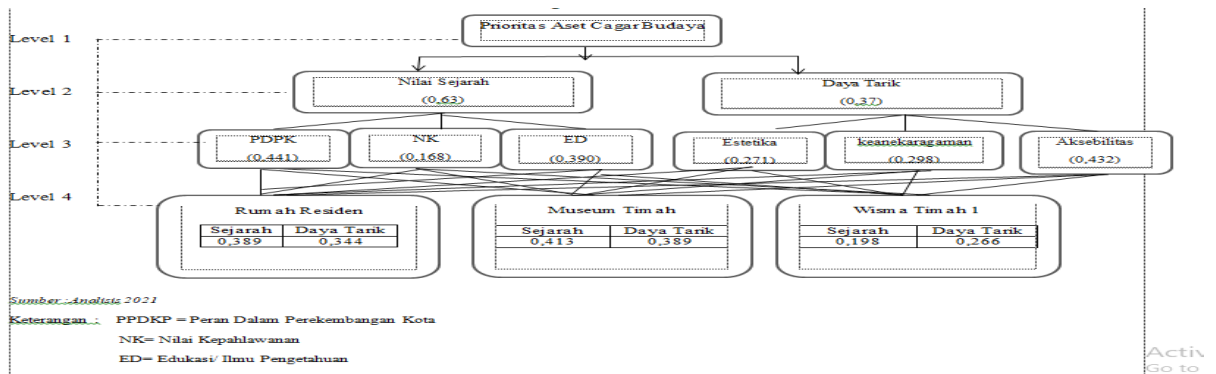 Prioritas Aset Cagar Budaya
Level 1
Level 2
Nilai Sejarah
(0,63)
Daya Tarik
(0,37)
Level 3
PDPK
(0,441)
NK
(0,168)
ED
(0,390)
Estetika
(0,271)
keanekaragaman
(0,298)
Aksebilitas
(0,432)
Level 4
Rumah Residen
Sejarah Daya Tarik
0,389 0,344
Museum Timah
Sejarah Daya Tarik
0,413 0,389
Wisma Timah 1
Sejarah Daya Tarik
0,198 0,266
Sumber :Analisis 2021
Keterangan : PPDKP = Peran Dalam Perekembangan Kota
NK= Nilai Kepahlawanan
ED= Edukasi/ Ilmu Pengetahuan
Activ
Go to